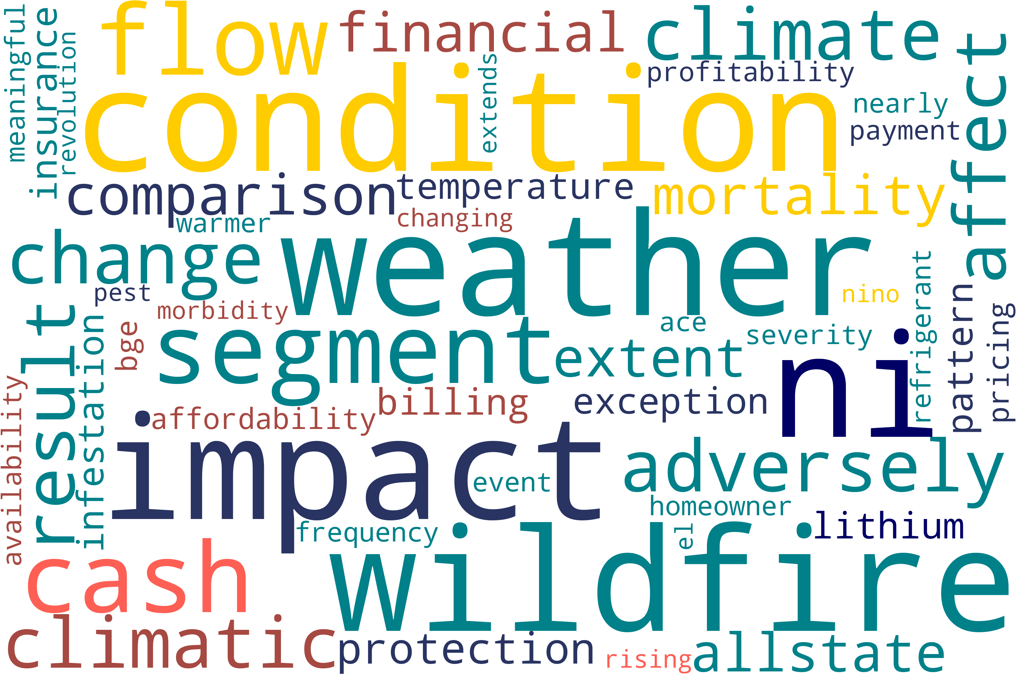 meaningful
insurance
revolution
flow
financial
climate
condition
extends
profitability
nearly
payment
affect
comparison
temperature
mortality
warmer
changing
change
weather
pest
morbidity
nino
refrigerant
pattern
pricing
result
infestation
bge
segment
ace
severity
extent
ni
availability
affordability
billing
exception
impact
event
adversely
homeowner
frequency
el
lithium
cash
wildfire
climatic
protection
rising
allstate